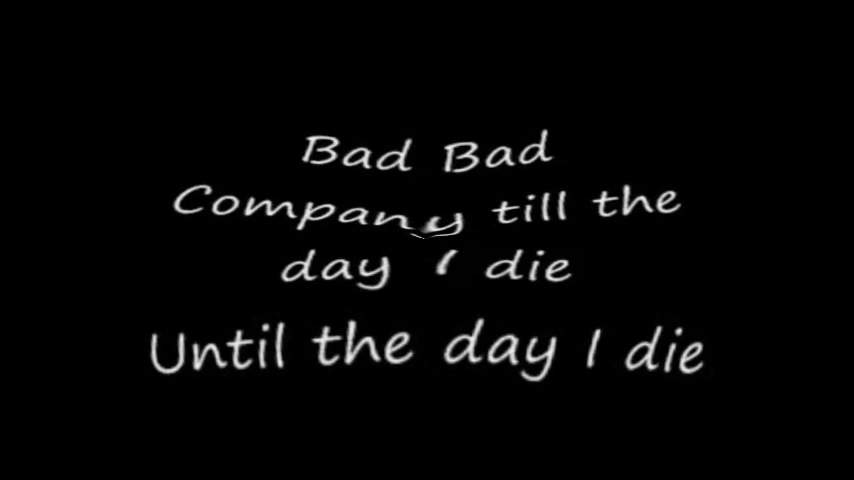 Bad Bad
Company till the
day I die
Until the day I die